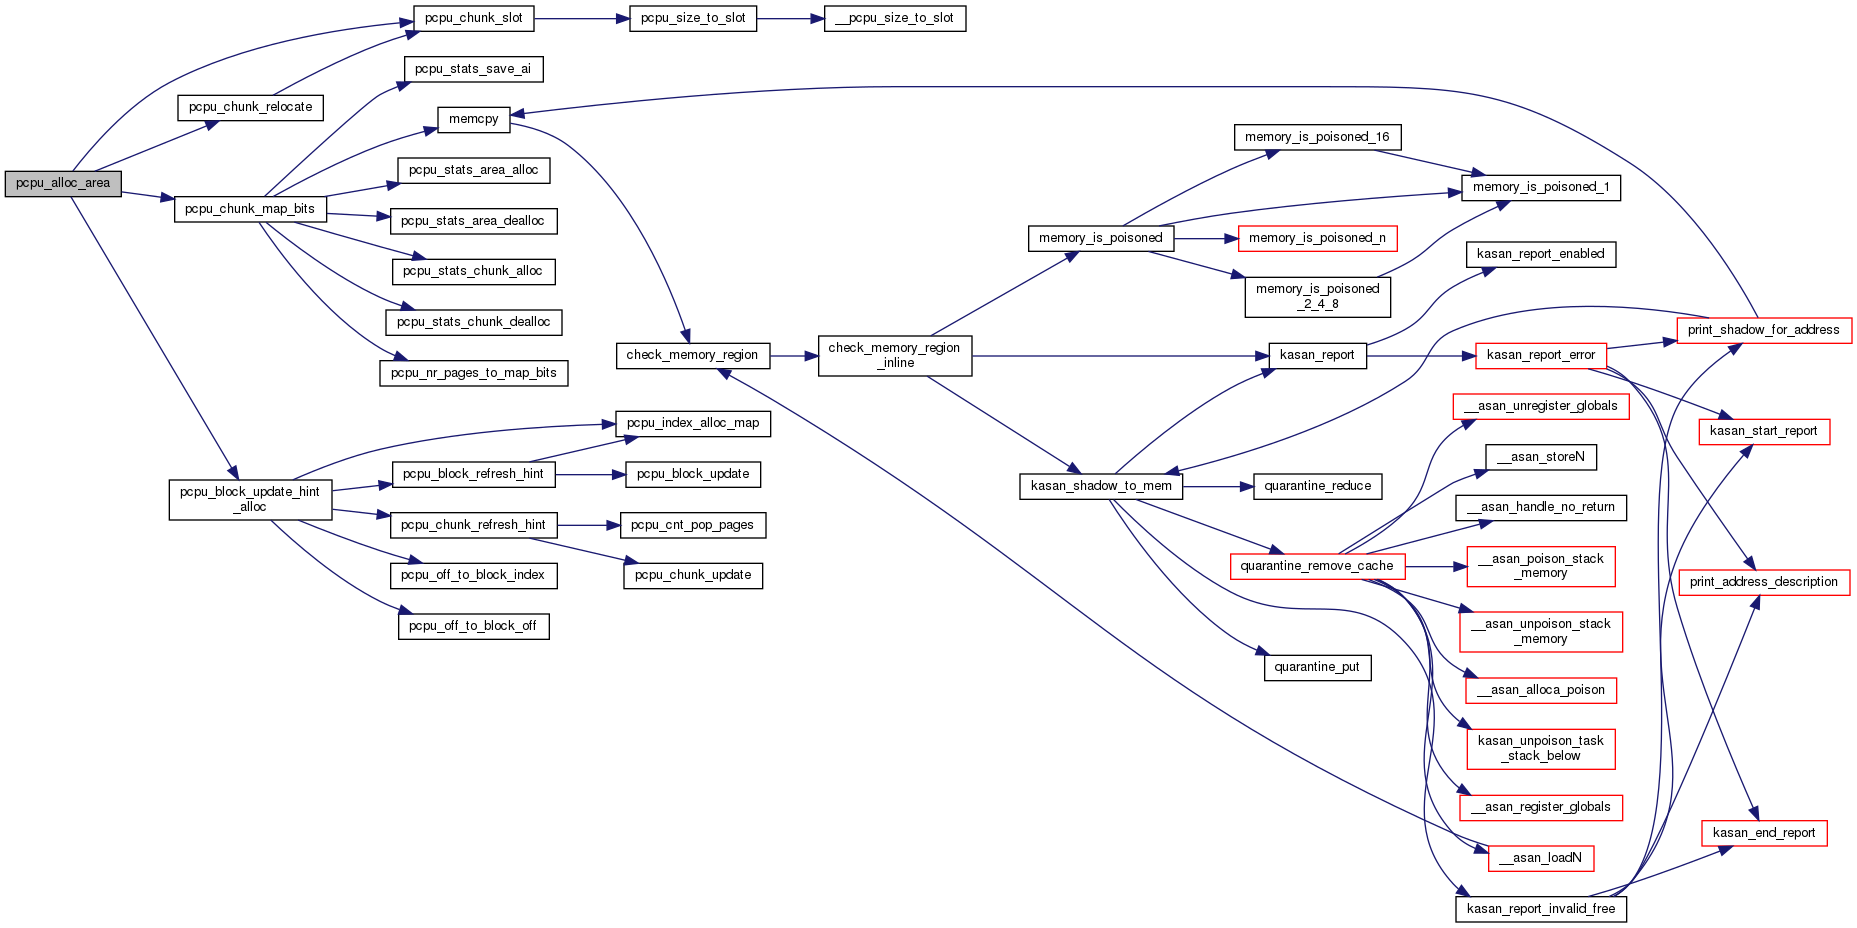 pcpu_chunk_slot
pcpu_size_to_slot
__pcpu_size_to_slot
pcpu_stats_save_ai
pcpu_chunk_relocate
memcpy
memory_is_poisoned_16
pcpu_stats_area_alloc
pcpu_alloc_area
memory_is_poisoned_1
pcpu_chunk_map_bits
pcpu_stats_area_dealloc
memory_is_poisoned
memory_is_poisoned_n
kasan_report_enabled
pcpu_stats_chunk_alloc
memory_is_poisoned
_2_4_8
pcpu_stats_chunk_dealloc
print_shadow_for_address
check_memory_region
check_memory_region
_inline
kasan_report
kasan_report_error
pcpu_nr_pages_to_map_bits
__asan_unregister_globals
pcpu_index_alloc_map
kasan_start_report
__asan_storeN
pcpu_block_refresh_hint
pcpu_block_update
kasan_shadow_to_mem
quarantine_reduce
pcpu_block_update_hint
_alloc
__asan_handle_no_return
pcpu_chunk_refresh_hint
pcpu_cnt_pop_pages
quarantine_remove_cache
__asan_poison_stack
_memory
pcpu_off_to_block_index
pcpu_chunk_update
print_address_description
pcpu_off_to_block_off
__asan_unpoison_stack
_memory
quarantine_put
__asan_alloca_poison
kasan_unpoison_task
_stack_below
__asan_register_globals
kasan_end_report
__asan_loadN
kasan_report_invalid_free